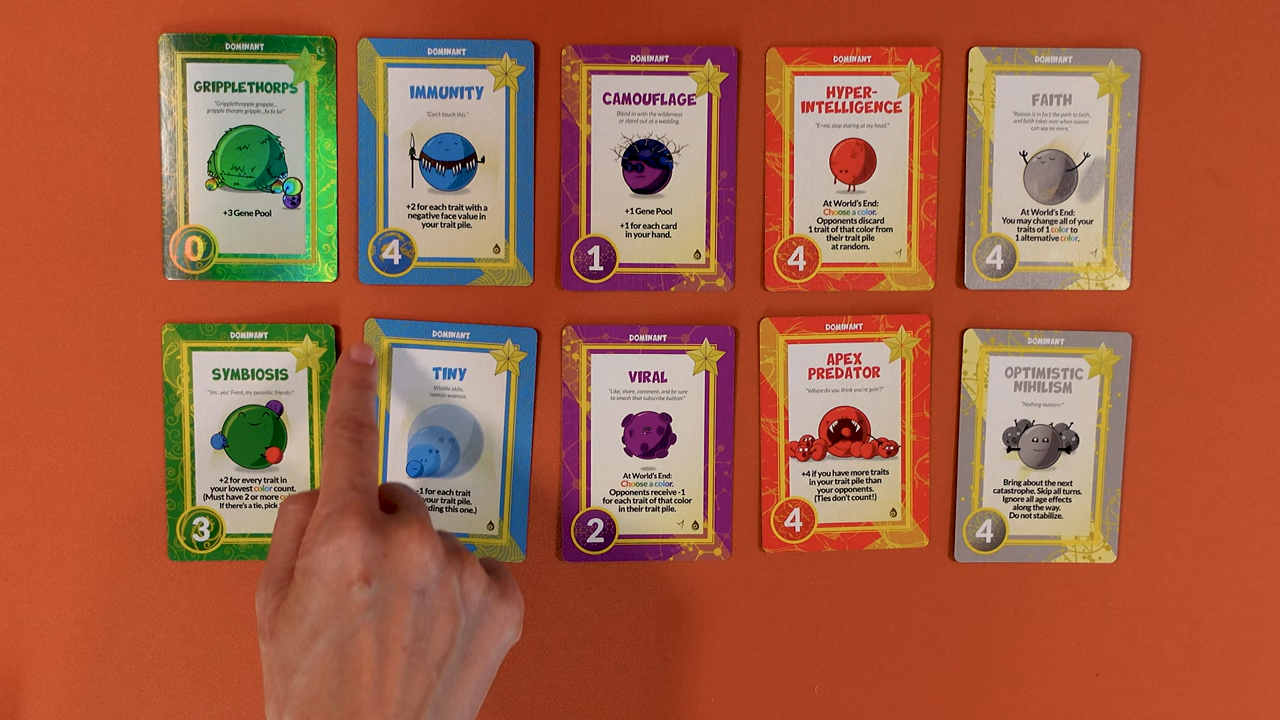 DOMINANT
GRIPPLETHORPS
"Gripplethropple gropple...
gropple thorple gripple...fa fa fa!"
+3 Gene Pool
0
DOMINANT
IMMUNITY
"Can't touch this."
+2 for each trait with a
negative face value in
your trait pile.
4
DOMINANT
CAMOUFLAGE
Blend in with the wilderness
or stand out at a wedding.
+1 Gene Pool
+1 for each card
in your hand.
1
DOMINANT
HYPER-
INTELLIGENCE
"E=mc stop staring at my head."
At World's End:
Choose a color.
Opponents discard
1 trait of that color from
their trait pile
at random.
4
DOMINANT
FAITH
"Reason is in fact the path to faith,
and faith takes over when reason
can say no more."
At World's End:
You may change all of your
traits of 1 color to
1 alternative color.
4
DOMINANT
SYMBIOSIS
"Yes...yes! Feast, my parasitic friends!"
+2 for every trait in
your lowest color count.
(Must have 2 or more
If there's a tie, pick
3
DOMINANT
TINY
Widdle iddle,
teensie weensie.
-1 for each trait
your trait pile.
this one.)
DOMINANT
VIRAL
"Like, share, comment, and be sure
to smash that subscribe button!"
At World's End:
Choose a color.
Opponents receive -1
for each trait of that color
in their trait pile.
2
DOMINANT
APEX
PREDATOR
"Where do you think you're goin'?"
+4 if you have more traits
in your trait pile than
your opponents.
(Ties don't count!)
4
DOMINANT
OPTIMISTIC
NIHILISM
"Nothing matters!"
Bring about the next
catastrophe. Skip all turns.
Ignore all age effects
along the way.
Do not stabilize.
4